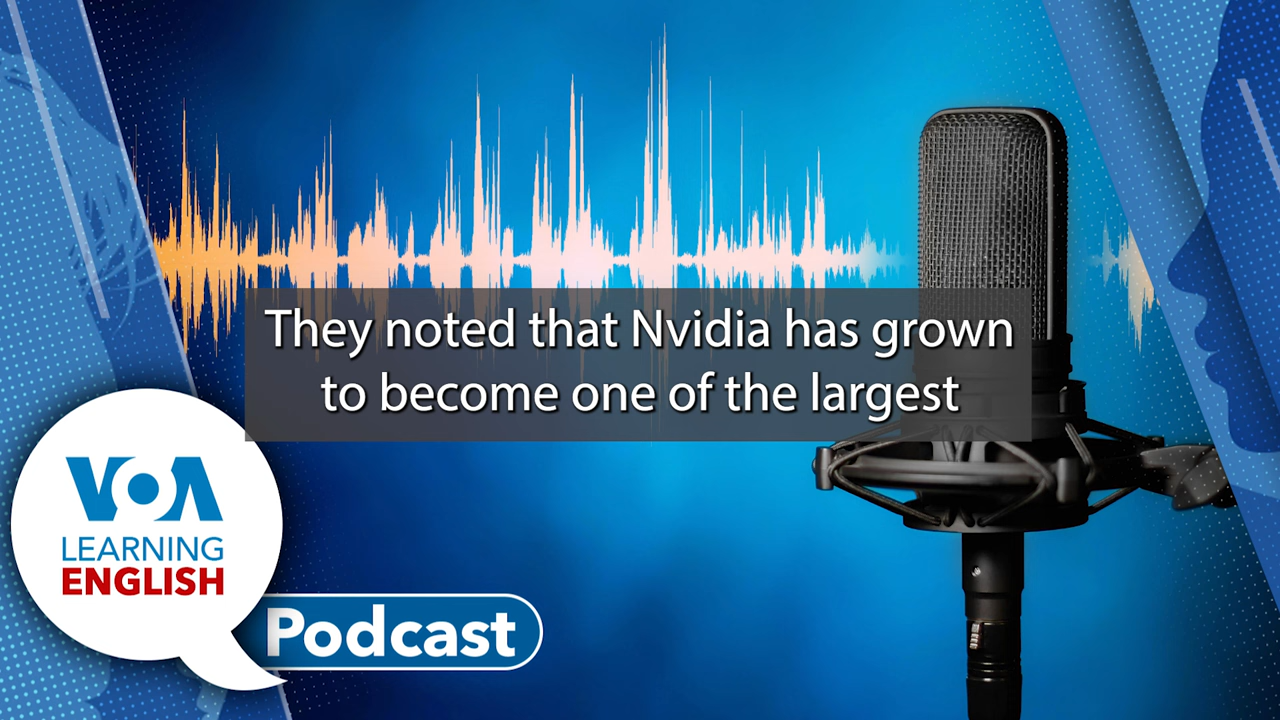 They noted that Nvidia has grown
to become one of the largest
VOA
LEARNING
ENGLISH
Podcast